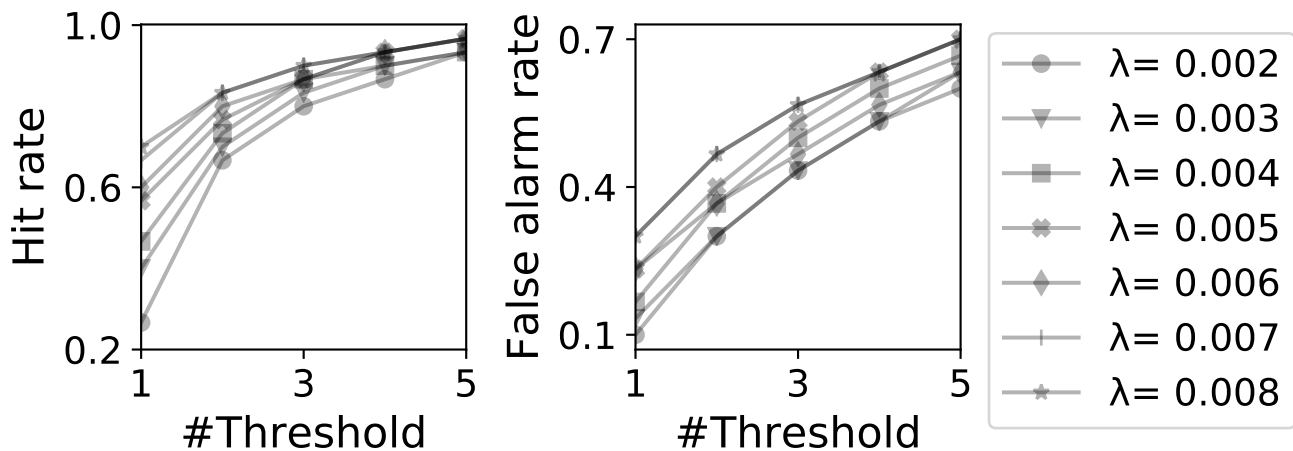 Hit rate
1.0
0.6
0.2
1 3 5
#Threshold
False alarm rate
0.7
0.4
0.1
1 3 5
#Threshold
λ= 0.002
λ= 0.003
λ= 0.004
λ= 0.005
λ= 0.006
λ= 0.007
λ= 0.008